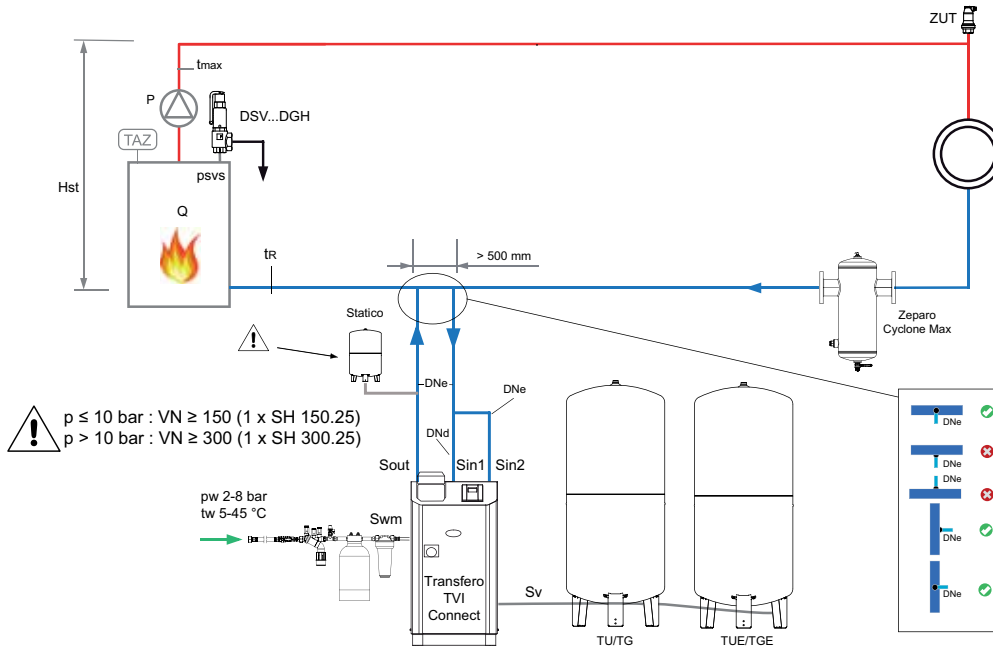 ZUT
tmax
P
DSV...DGH
TAZ
psvs
Hst
Q
tR
> 500 mm
Zeparo
Cyclone Max
Statico
DNe
DNe
p ≤ 10 bar : VN ≥ 150 (1 x SH 150.25)
p > 10 bar : VN ≥ 300 (1 x SH 300.25)
DNd
Sout
Sin1
Sin2
pw 2-8 bar
tw 5-45 °C
Swm
Transfero
TVI
Connect
Sv
TU/TG
TUE/TGE
DNe
DNe
DNe
DNe
DNe